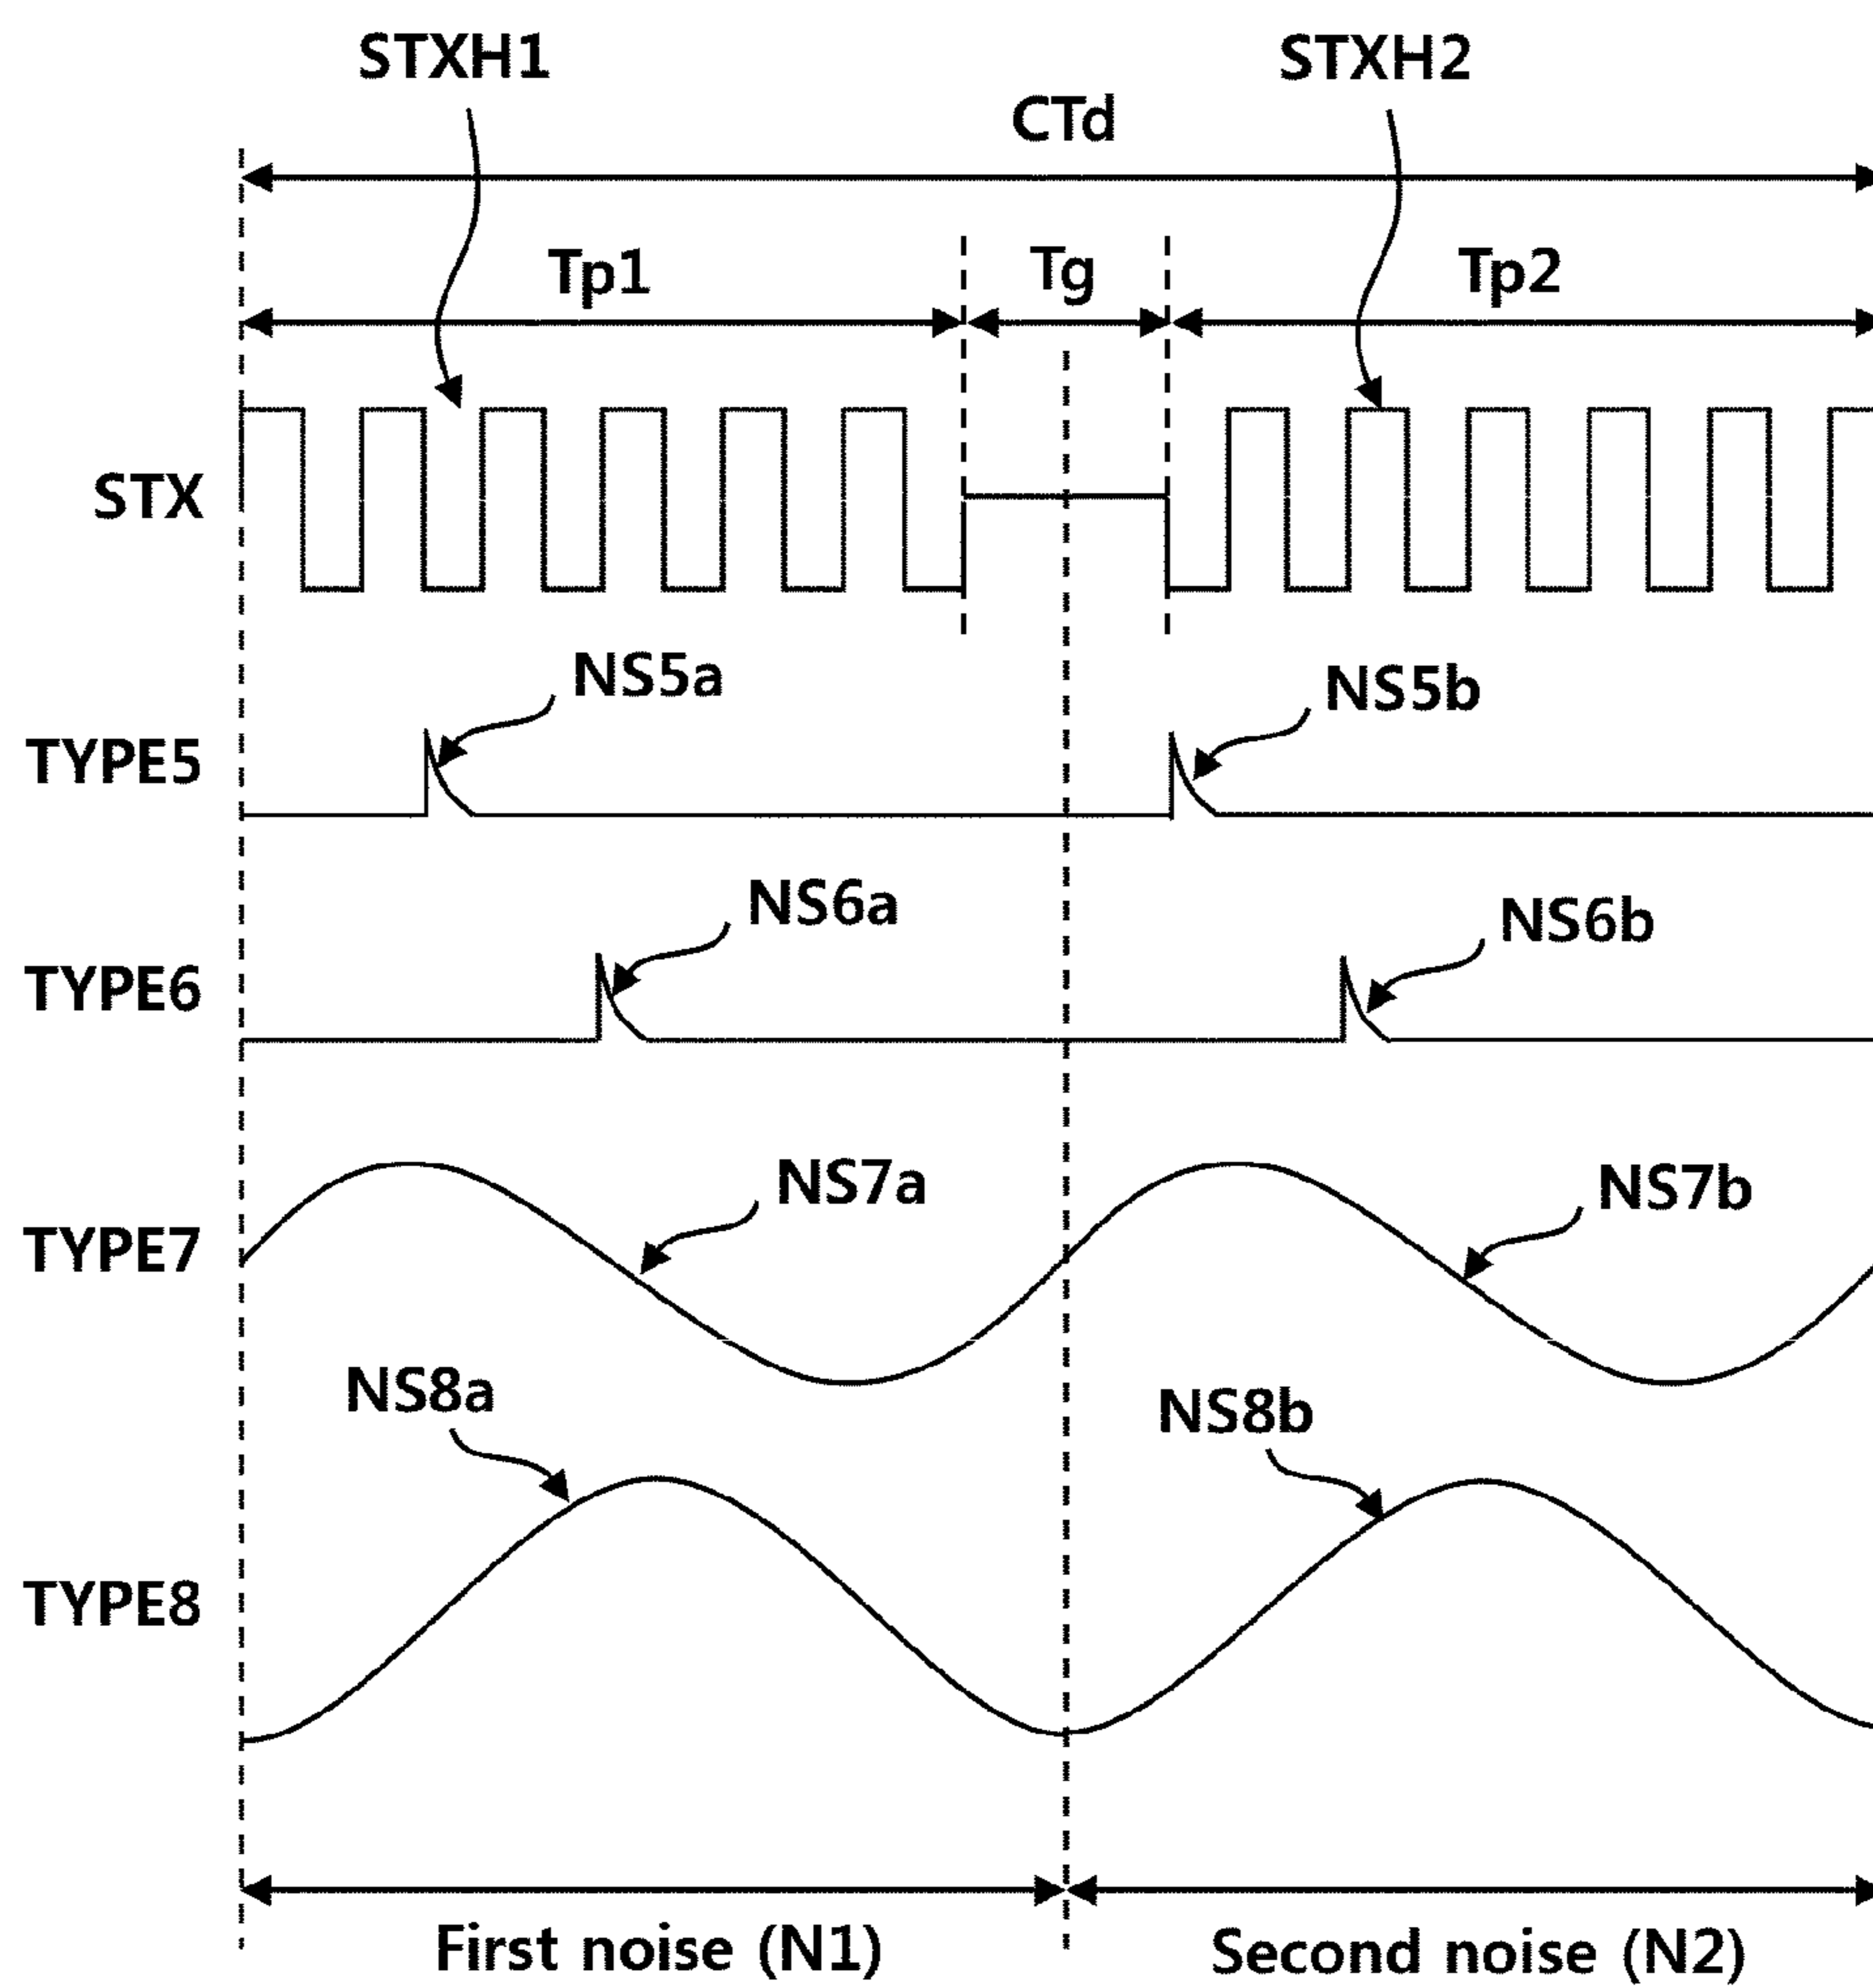 STXH1
STXH2
CTd
Tp1
Tg
Tp2
STX
NS5a
NS5b
TYPE5
NS6a
NS6b
TYPE6
NS7a
NS7b
TYPE7
NS8a
NS8b
TYPE8
First noise (N1)
Second noise (N2)